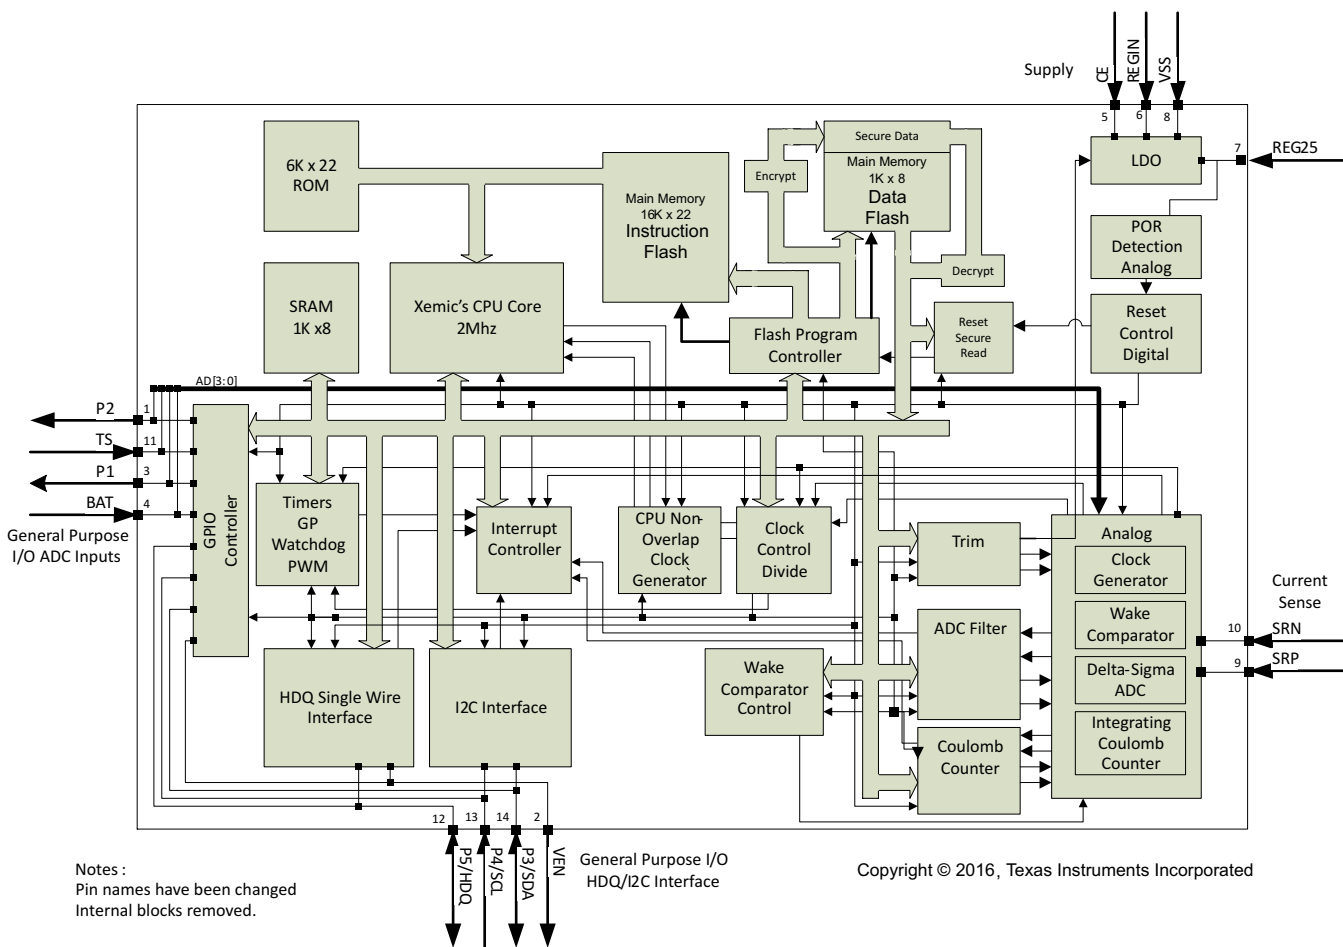 Supply
CE
REGIN
VSS
5
6
8
6K x 22
ROM
Main Memory
16K x 22
Instruction
Flash
Encrypt
Secure Data
Main Memory
1K x 8
Data
Flash
Decrypt
LDO
7
REG25
POR
Detection
Analog
SRAM
1K x8
Xemic's CPU Core
2Mhz
Flash Program
Controller
Reset
Secure
Read
Reset
Control
Digital
AD[3:0]
P2
1
TS
11
P1
3
BAT
4
General Purpose
I/O ADC Inputs
GPIO
Controller
Timers
GP
Watchdog
PWM
Interrupt
Controller
CPU Non-
Overlap
Clock`
Generator
Clock
Control
Divide
Trim
Analog
Clock
Generator
Wake
Comparator
Delta-Sigma
ADC
Integrating
Coulomb
Counter
Current
Sense
10
SRN
9
SRP
HDQ Single Wire
Interface
I2C Interface
Wake
Comparator
Control
ADC Filter
Coulomb
Counter
12
13
14
2
P5/HDQ
P4/SCL
P3/SDA
VEN
General Purpose I/O
HDQ/I2C Interface
Notes :
Pin names have been changed
Internal blocks removed.
Copyright © 2016, Texas Instruments Incorporated